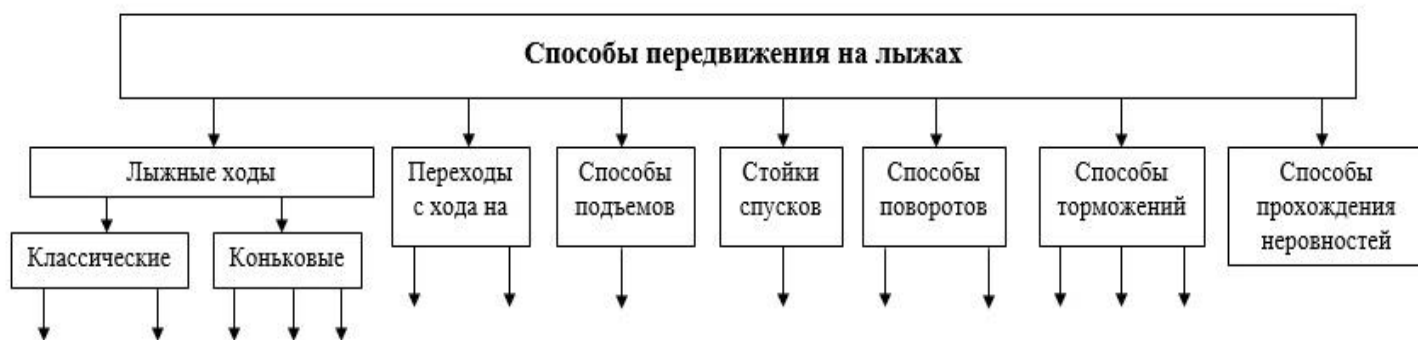 Способы передвижения на лыжах
Лыжные ходы
Классические
Коньковые
Переходы
с хода на
Способы
подъемов
Стойки
спусков
Способы
поворотов
Способы
торможений
Способы
прохождения
неровностей